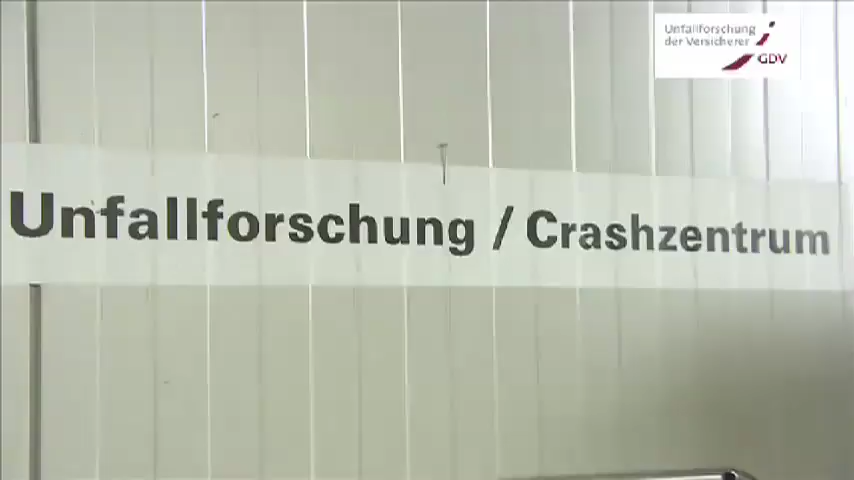 Unfallforschung
der Versicherer
GDV
Unfallforschung / Crashzentrum